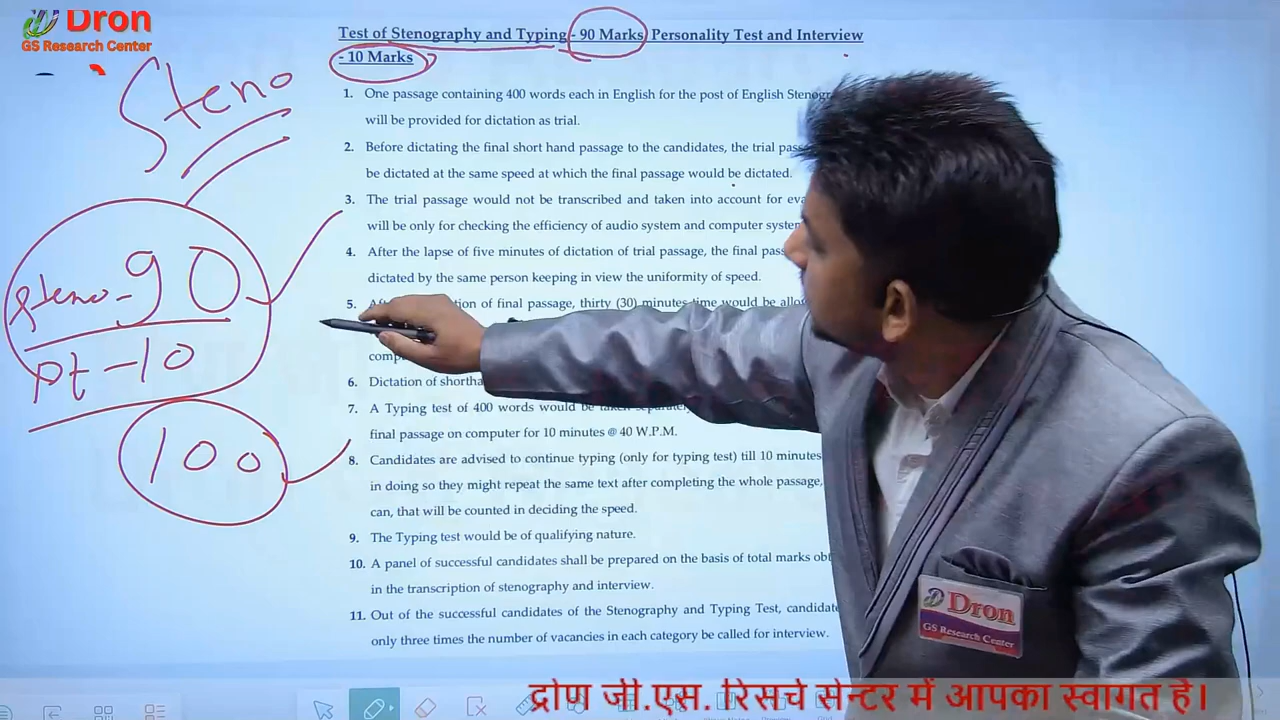 Dron
GS Research Center
Test of Stenography and Typing - 90 Marks Personality Test and Interview
- 10 Marks
Steno
1. One passage containing 400 words each in English for the post of English
will be provided for dictation as trial.
2. Before dictating the final short hand passage to the candidates, the trial
be dictated at the same speed at which the final passage would be dictated.
3. The trial passage would not be transcribed and taken into account for
will be only for checking the efficiency of audio system and computer
4. After the lapse of five minutes of dictation of trial passage, the final
dictated by the same person keeping in view the uniformity of speed.
5. of final passage, thirty (30) minutes time would be
6. Dictation of
7. A Typing test of 400 words would be
final passage on computer for 10 minutes @ 40 W.P.M.
8. Candidates are advised to continue typing (only for typing test) till 10 minutes
in doing so they might repeat the same text after completing the whole passage,
can, that will be counted in deciding the speed.
9. The Typing test would be of qualifying nature.
10. A panel of successful candidates shall be prepared on the basis of total marks
in the transcription of stenography and interview.
11. Out of the successful candidates of the Stenography and Typing Test,
only three times the number of vacancies in each category be called for interview.
Steno - 90
Pt - 10
100
Dron
GS Research Center
द्रोण जी.एस. रिसर्च सेन्टर में आपका स्वागत है।